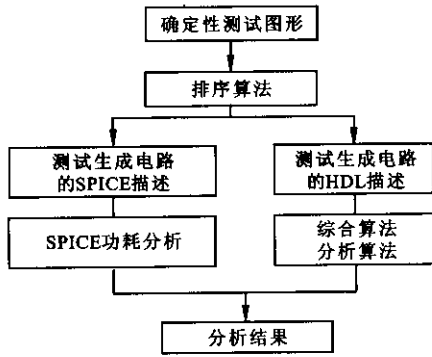 确定性测试图形
排序算法
测试生成电路
的SPICE描述
测试生成电路
的HDL描述
SPICE功耗分析
综合算法
分析算法
分析结果